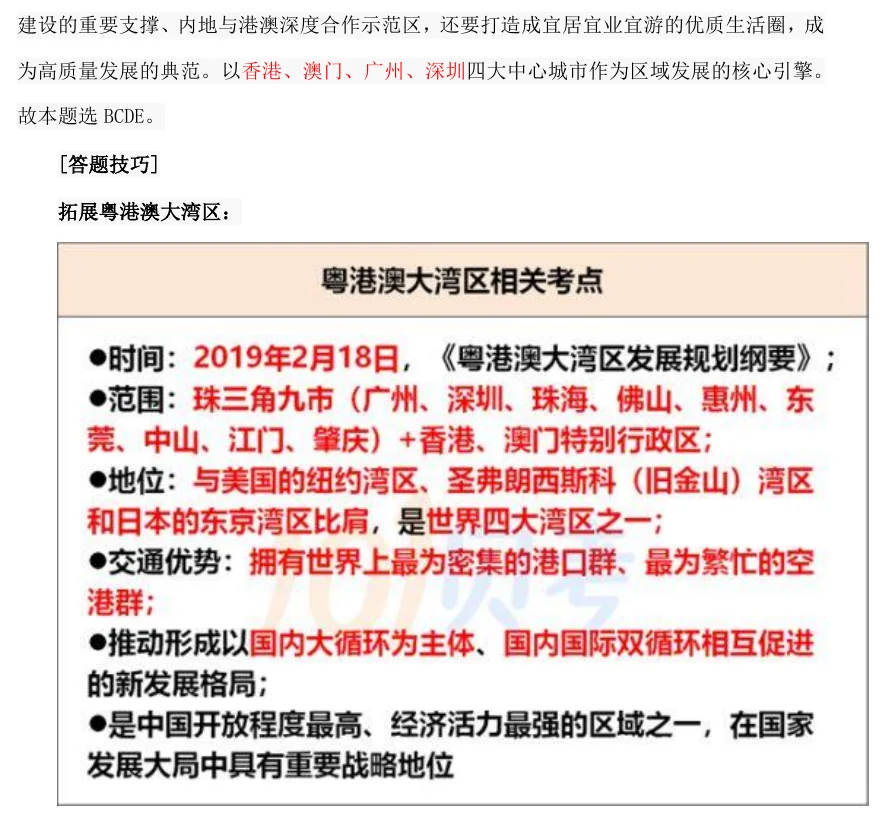 建设的重要支撑、内地与港澳深度合作示范区，还要打造成宜居宜业宜游的优质生活圈，成
为高质量发展的典范。以香港、澳门、广州、深圳四大中心城市作为区域发展的核心引擎。
故本题选 BCDE。
[答题技巧]
拓展粤港澳大湾区：
粤港澳大湾区相关考点
●时间：2019年2月18日，《粤港澳大湾区发展规划纲要》；
●范围：珠三角九市（广州、深圳、珠海、佛山、惠州、东
莞、中山、江门、肇庆）+香港、澳门特别行政区；
●地位：与美国的纽约湾区、圣弗朗西斯科（旧金山）湾区
和日本的东京湾区比肩，是世界四大湾区之一；
●交通优势：拥有世界上最为密集的港口群、最为繁忙的空
港群；
●推动形成以国内大循环为主体、国内国际双循环相互促进
的新发展格局；
●是中国开放程度最高、经济活力最强的区域之一，在国家
发展大局中具有重要战略地位
101贝考